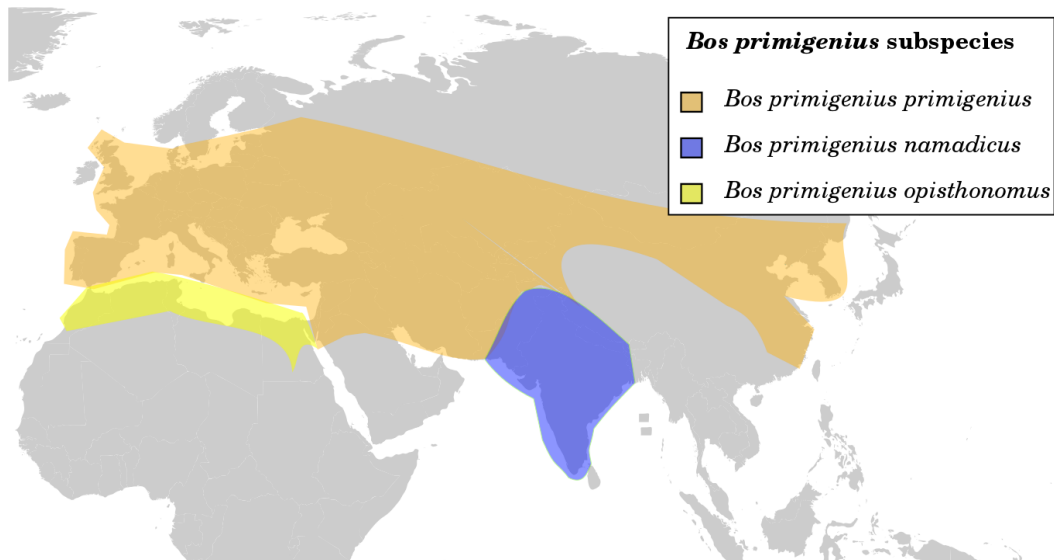 Bos primigenius subspecies
Bos primigenius primigenius
Bos primigenius namadicus
Bos primigenius opisthonomus